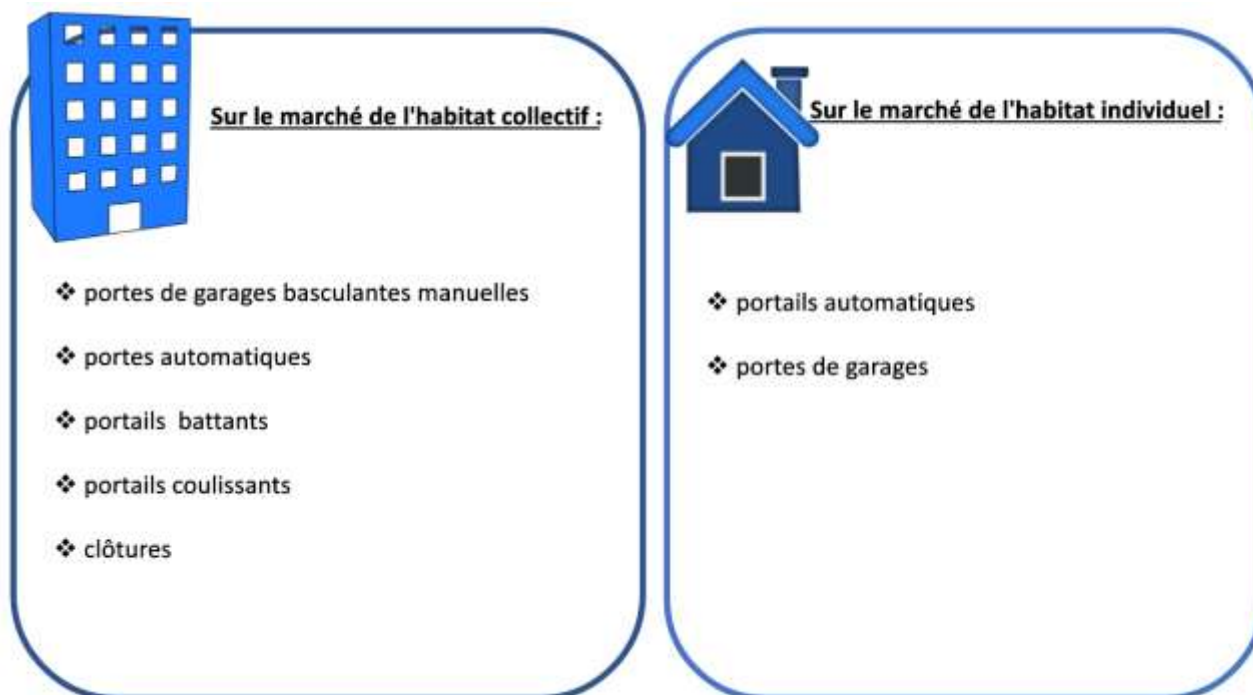 Sur le marché de l'habitat collectif :
❖ portes de garages basculantes manuelles
❖ portes automatiques
❖ portails battants
❖ portails coulissants
❖ clôtures
Sur le marché de l'habitat individuel :
❖ portails automatiques
❖ portes de garages